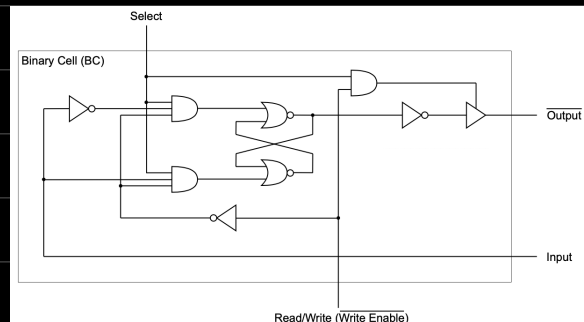 Select
Binary Cell (BC)
Output
Input
Read/Write (Write Enable)